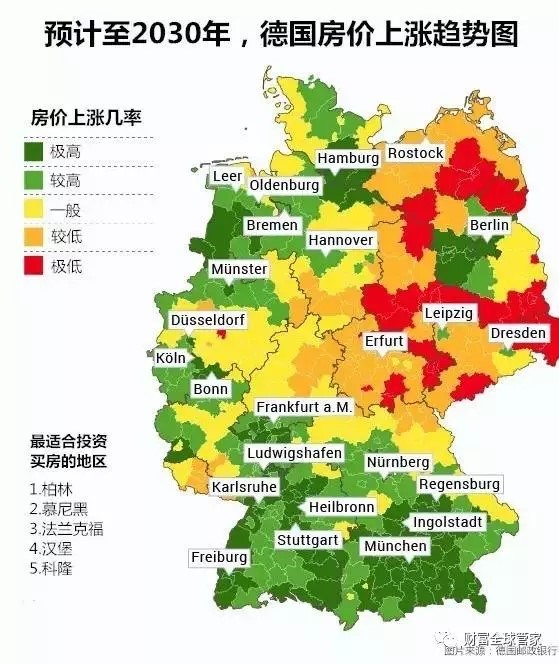 预计至2030年，德国房价上涨趋势图
房价上涨几率
极高
较高
一般
较低
极低
Hamburg
Rostock
Leer
Oldenburg
Bremen
Berlin
Hannover
Münster
Leipzig
Düsseldorf
Dresden
Erfurt
Köln
Bonn
Frankfurt a.M.
最适合投资
买房的地区
1.柏林
2.慕尼黑
3.法兰克福
4.汉堡
5.科隆
Ludwigshafen
Nürnberg
Karlsruhe
Regensburg
Heilbronn
Ingolstadt
Stuttgart
München
Freiburg
财富全球管家
图片来源：德国邮政银行